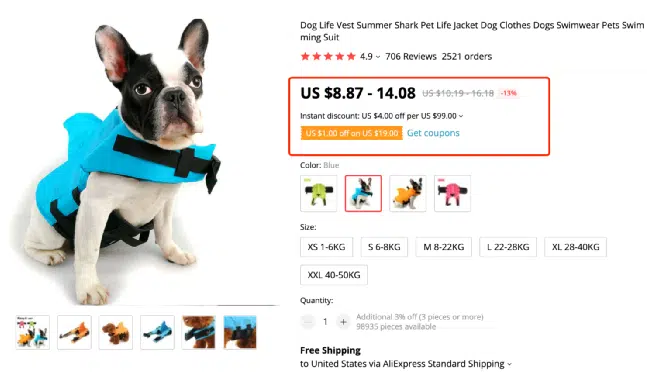 Dog Life Vest Summer Shark Pet Life Jacket Dog Clothes Dogs Swimwear Pets Swim
ming Suit
4.9 706 Reviews 2521 orders
US $8.87 - 14.08 US $10.19 - 16.18 -13%
Instant discount: US $4.00 off per US $99.00
US $1.00 off on US $19.00 Get coupons
Color: Blue
Size:
XS 1-6KG S 6-8KG M 8-22KG L 22-28KG XL 28-40KG
XXL 40-50KG
Quantity:
1 + Additional 3% off (3 pieces or more)
98935 pieces available
Free Shipping
to United States via AliExpress Standard Shipping